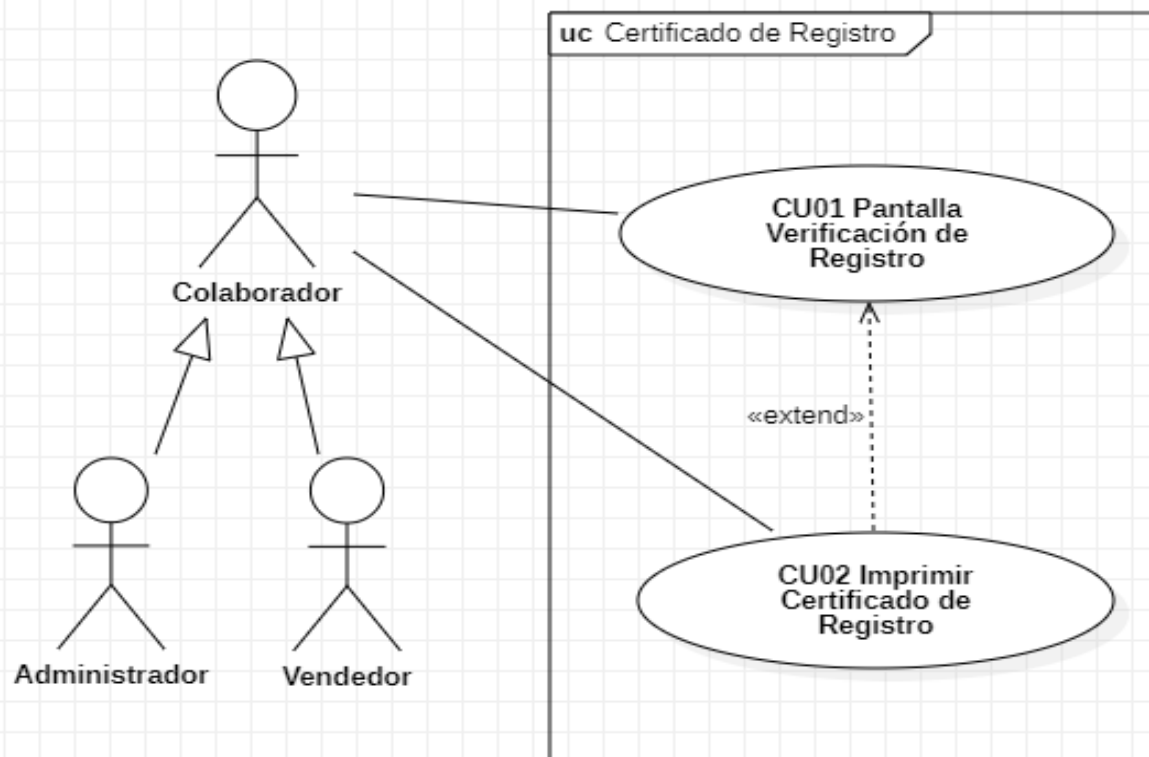 uc Certificado de Registro
CU01 Pantalla
Verificación de
Registro
Colaborador
«extend»
CU02 Imprimir
Certificado de
Registro
Administrador
Vendedor